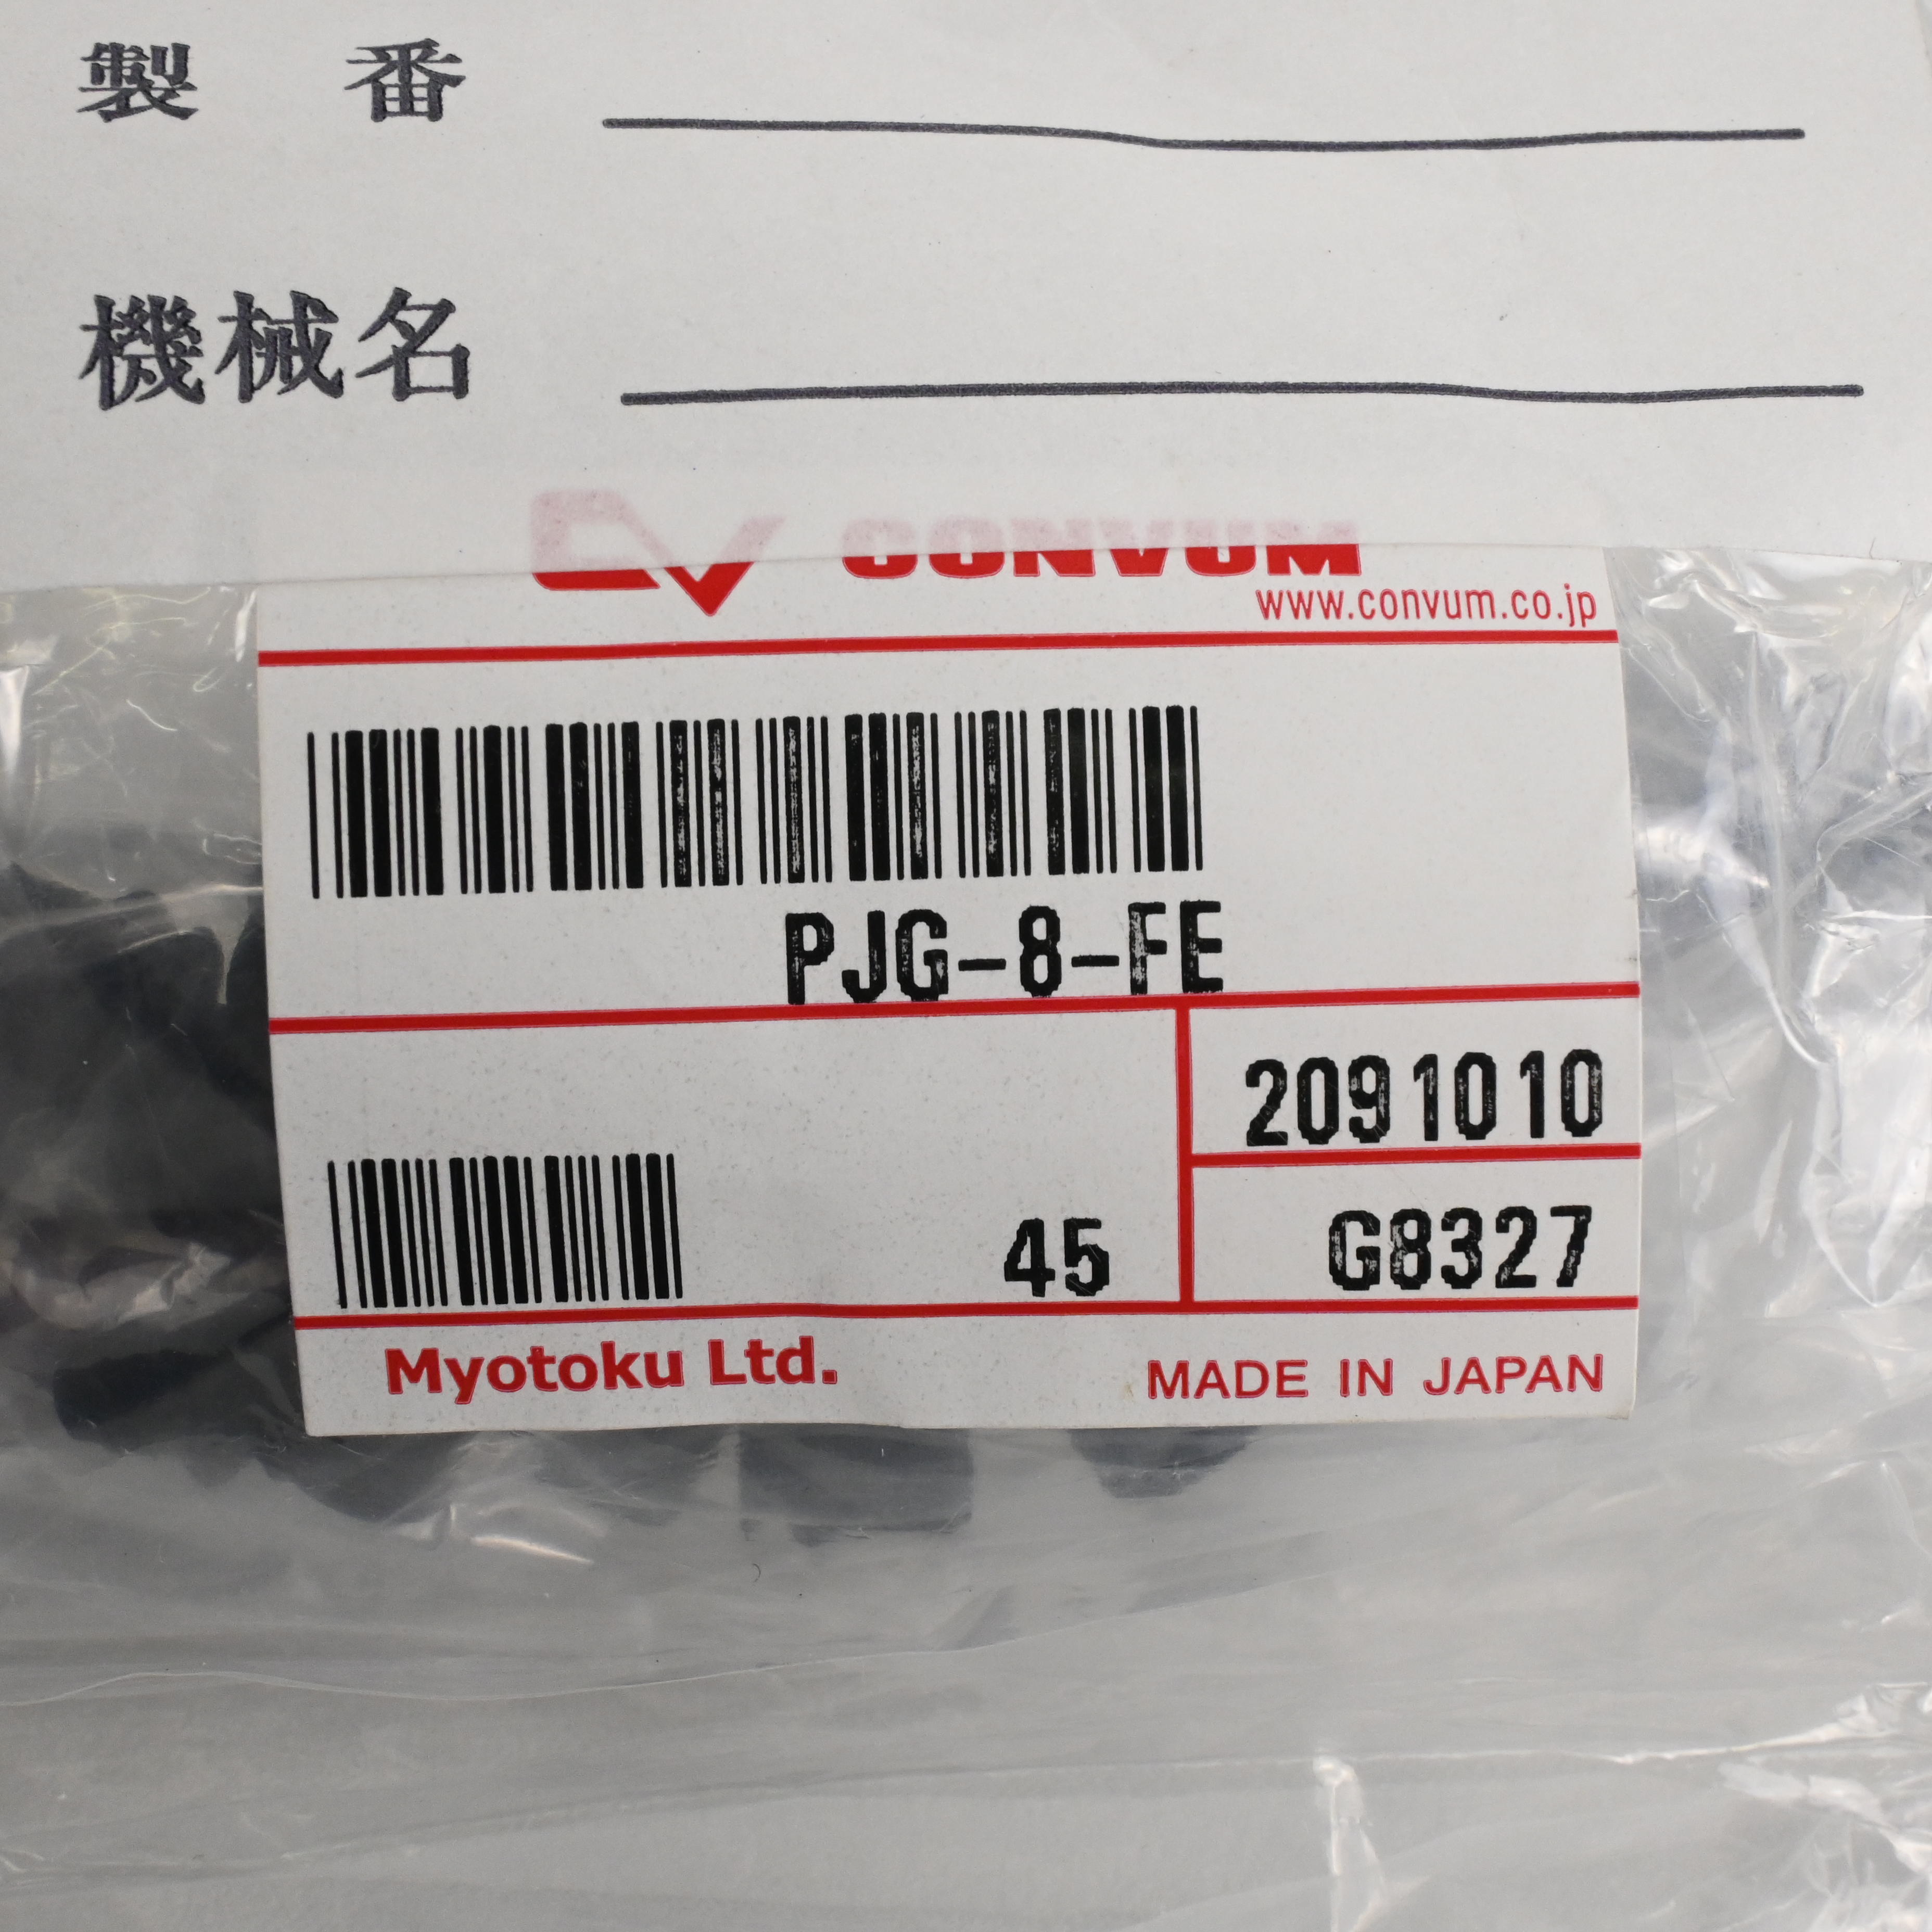 製番
機械名
CONVUM
www.convum.co.jp
PJG-8-FE
2091010
45
G8327
Myotoku Ltd.
MADE IN JAPAN